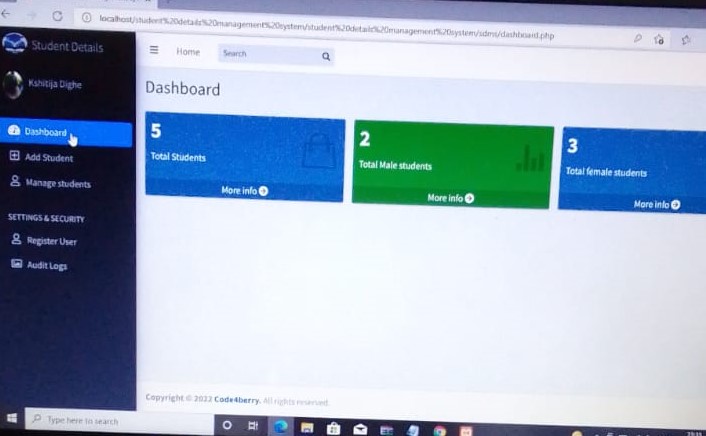 localhost/student%20details%20management%20system/student%20details%20management%20system/sdms/dashboard.php
Student Details
Home
Search
Kshitija Dighe
Dashboard
Dashboard
5
Total Students
More info
2
Total Male students
More info
3
Total female students
More info
Add Student
Manage students
SETTINGS & SECURITY
Register User
Audit Logs
Copyright © 2022 Code4berry. All rights reserved.
Type here to search